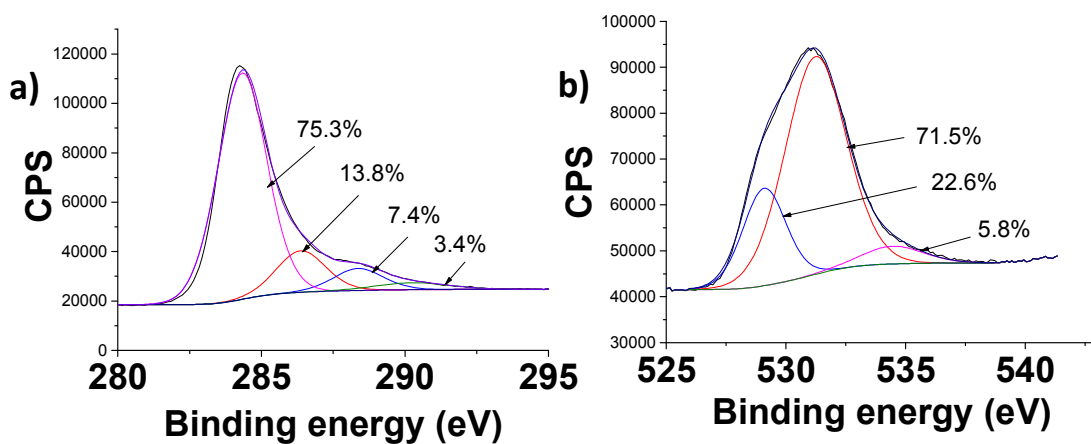 a)
CPS
120000
100000
80000
60000
40000
20000
0
75.3%
13.8%
7.4%
3.4%
280 285 290 295
Binding energy (eV)
b)
CPS
100000
90000
80000
70000
60000
50000
40000
30000
71.5%
22.6%
5.8%
525 530 535 540
Binding energy (eV)